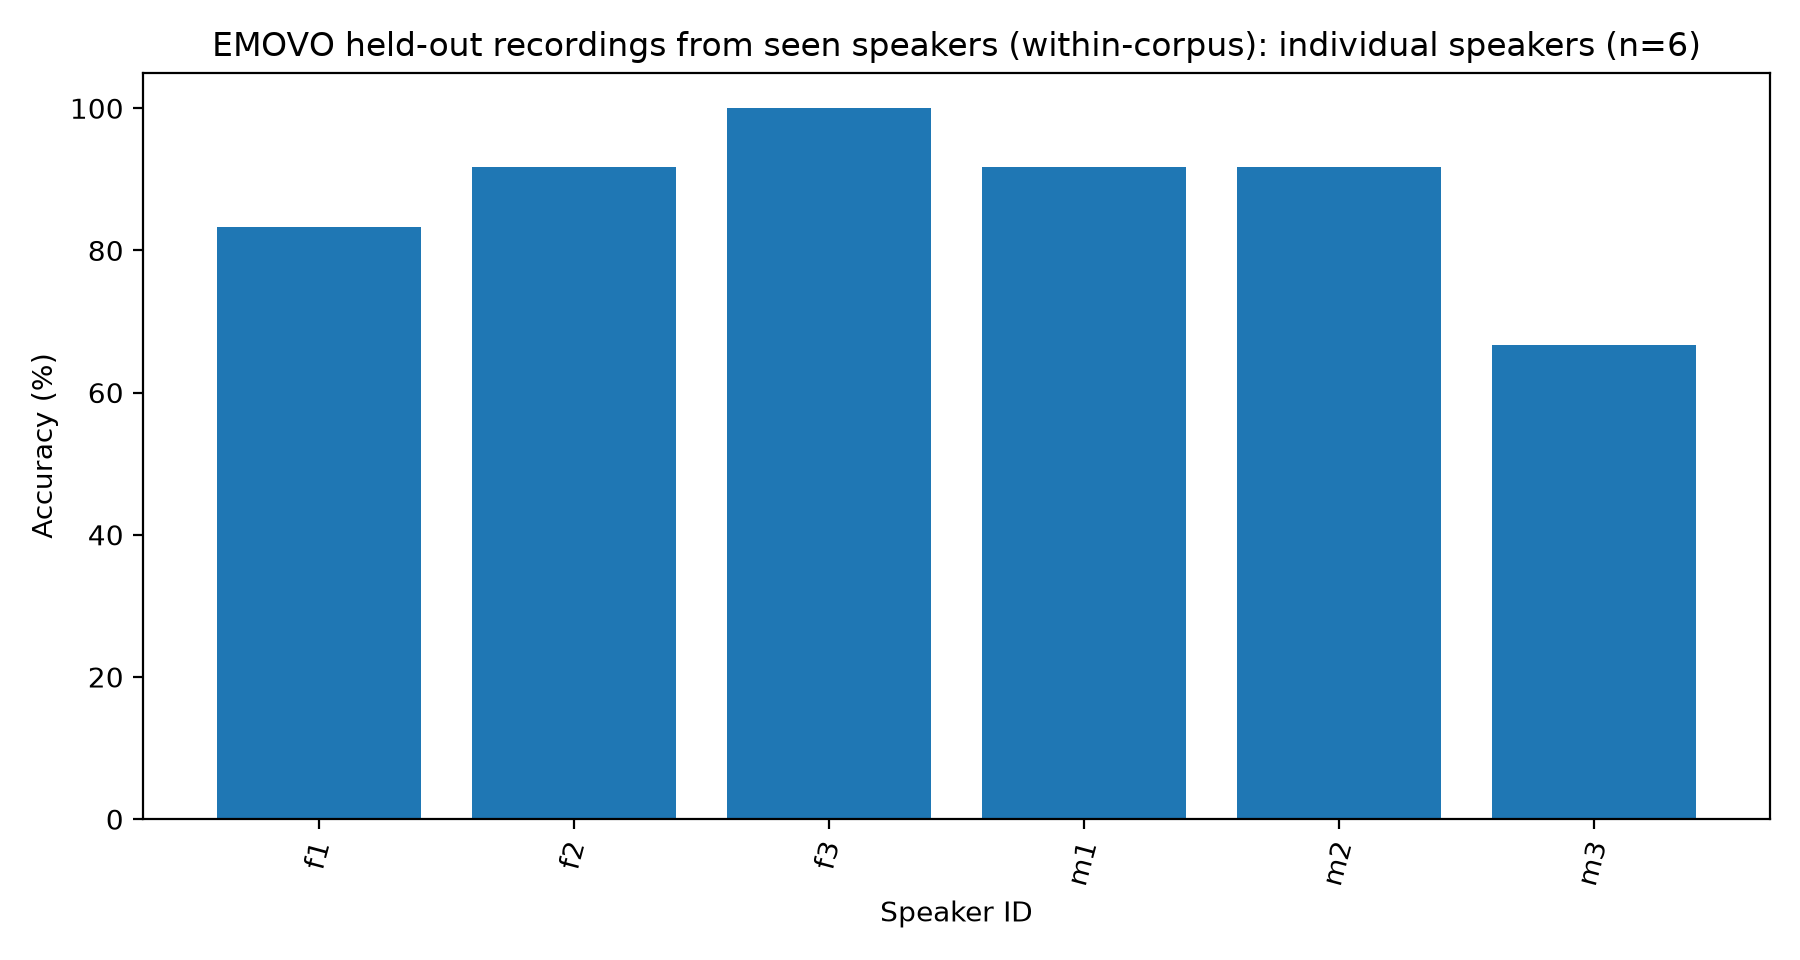 EMOVO held-out recordings from seen speakers (within-corpus): individual speakers (n=6)
Accuracy (%)
100
80
60
40
20
0
f1
f2
f3
m1
m2
m3
Speaker ID